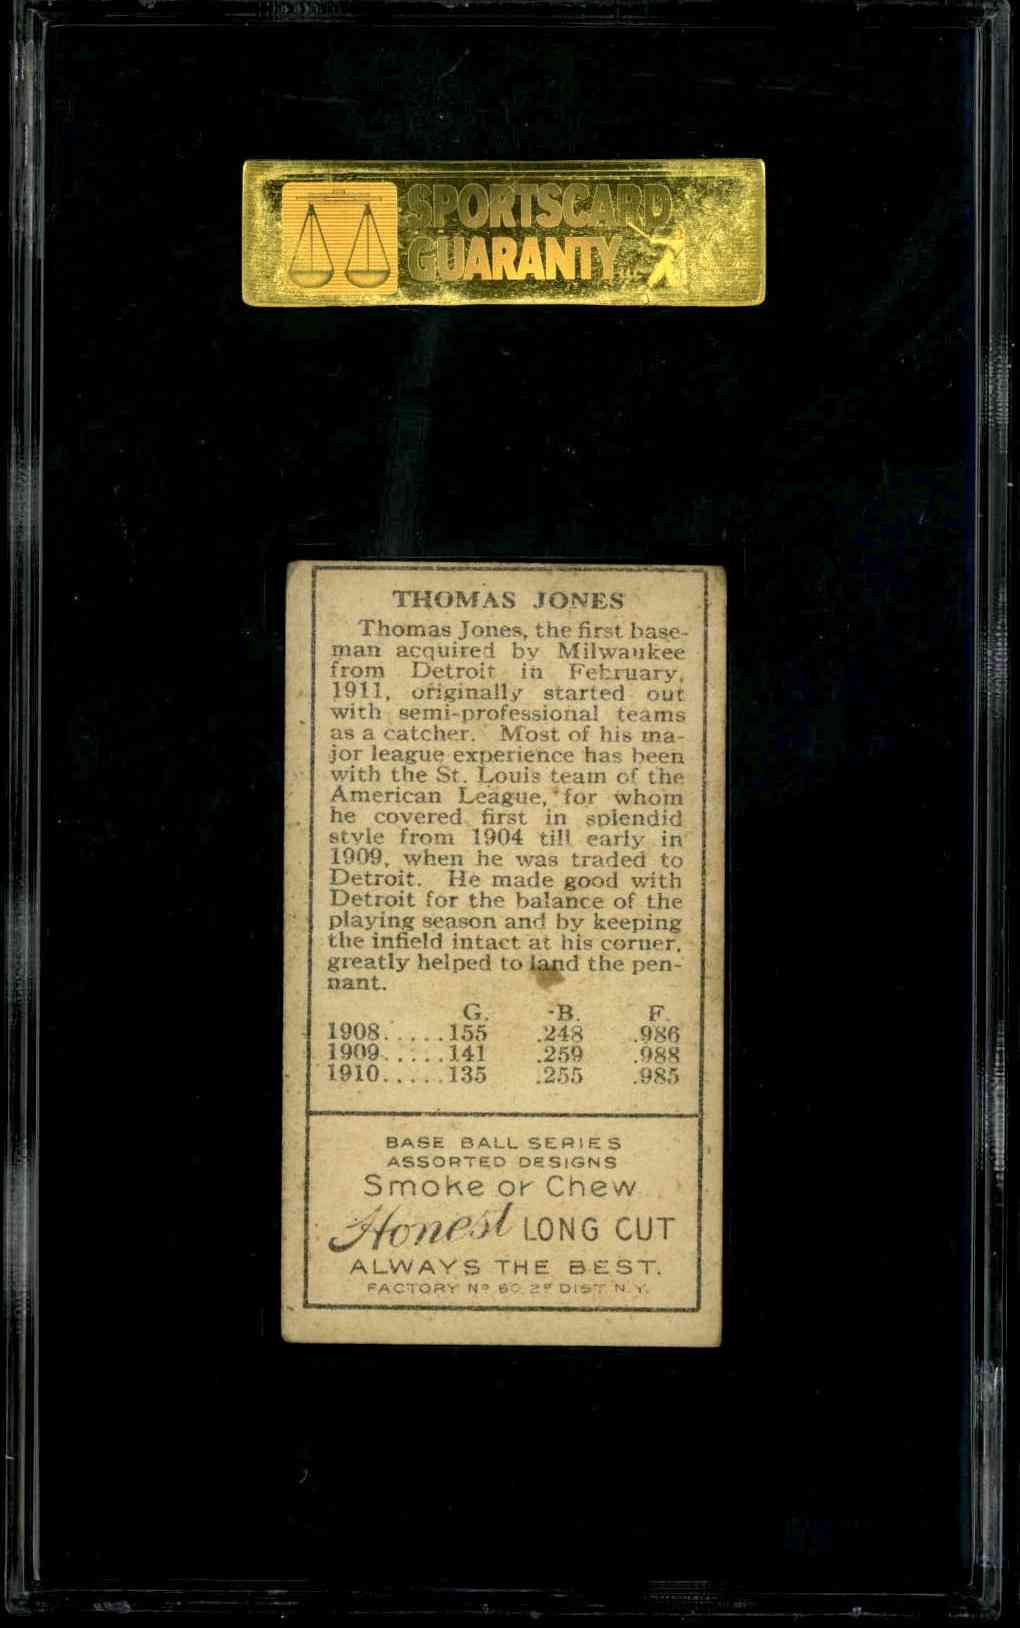 SPORTSCARD
GUARANTY LLC
THOMAS JONES
Thomas Jones, the first base-
man acquired by Milwaukee
from Detroit in February,
1911, originally started out
with semi-professional teams
as a catcher. Most of his ma-
jor league experience has been
with the St. Louis team of the
American League, for whom
he covered first in splendid
style from 1904 till early in
1909, when he was traded to
Detroit. He made good with
Detroit for the balance of the
playing season and by keeping
the infield intact at his corner,
greatly helped to land the pen-
nant.
G. B. F.
1908.....155 .248 .986
1909.....141 .259 .988
1910.....135 .255 .985
BASE BALL SERIES
ASSORTED DESIGNS
Smoke or Chew
Honest LONG CUT
ALWAYS THE BEST.
FACTORY Nº 60, 2ᴰ DIST. N.Y.